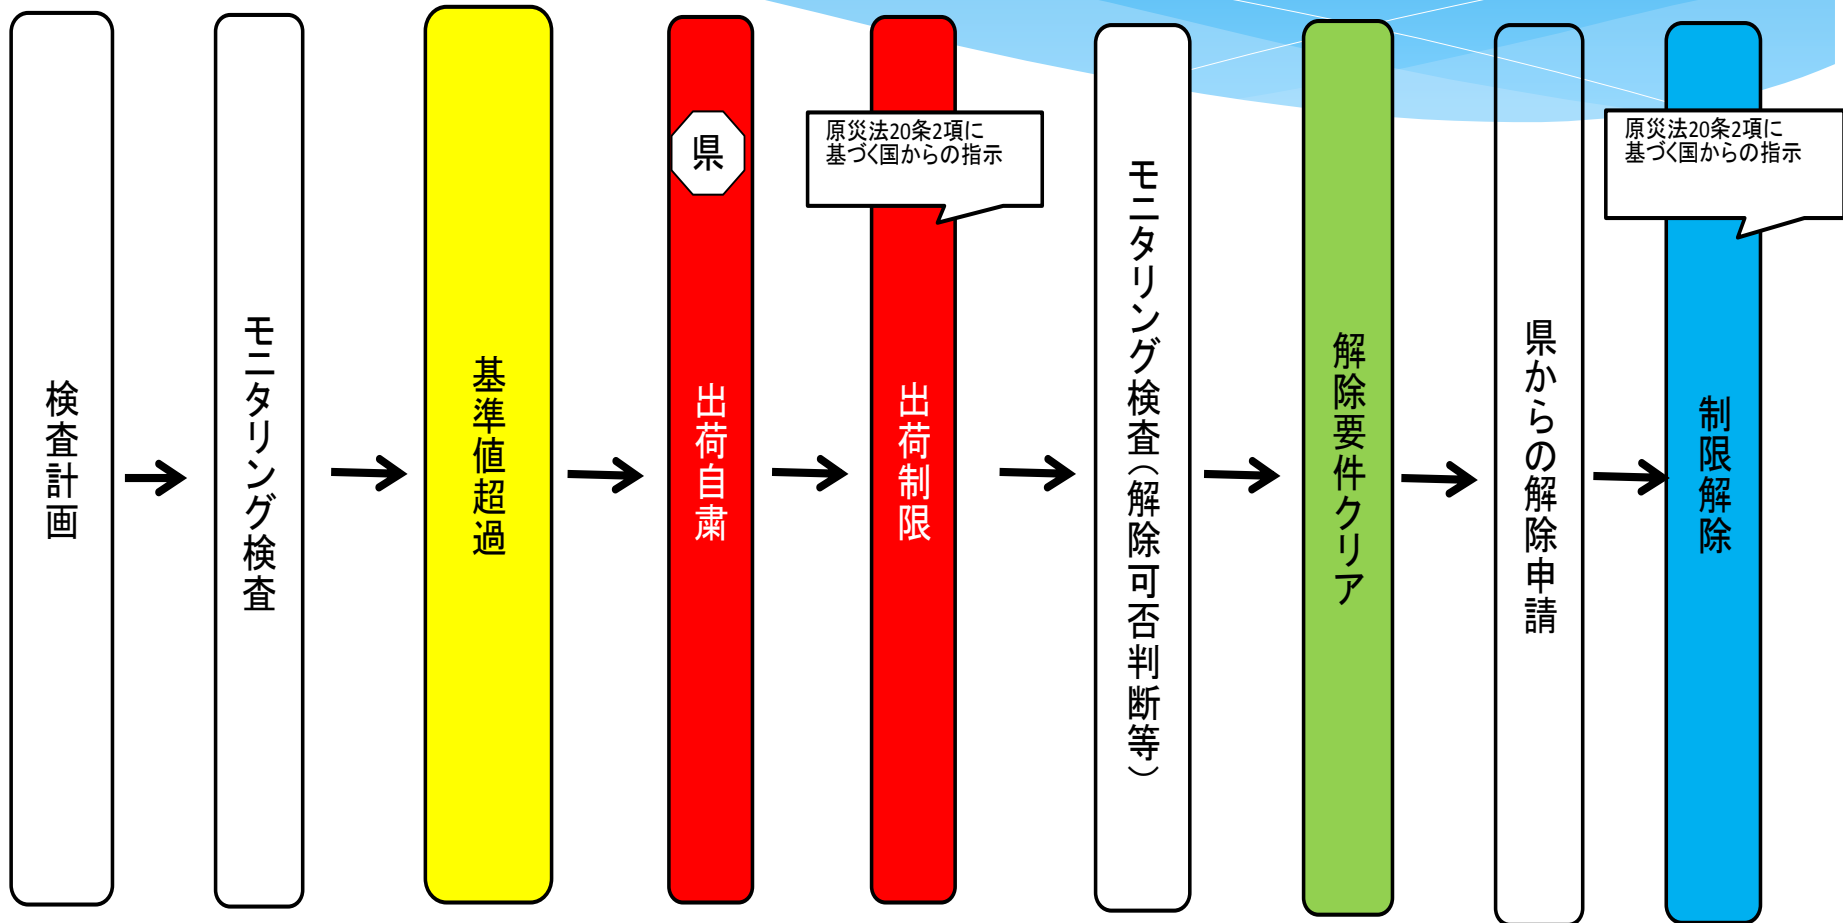 検査計画
モニタリング検査
基準値超過
県
出荷自粛
原災法20条2項に
基づく国からの指示
出荷制限
モニタリング検査（解除可否判断等）
解除要件クリア
県からの解除申請
原災法20条2項に
基づく国からの指示
制限解除